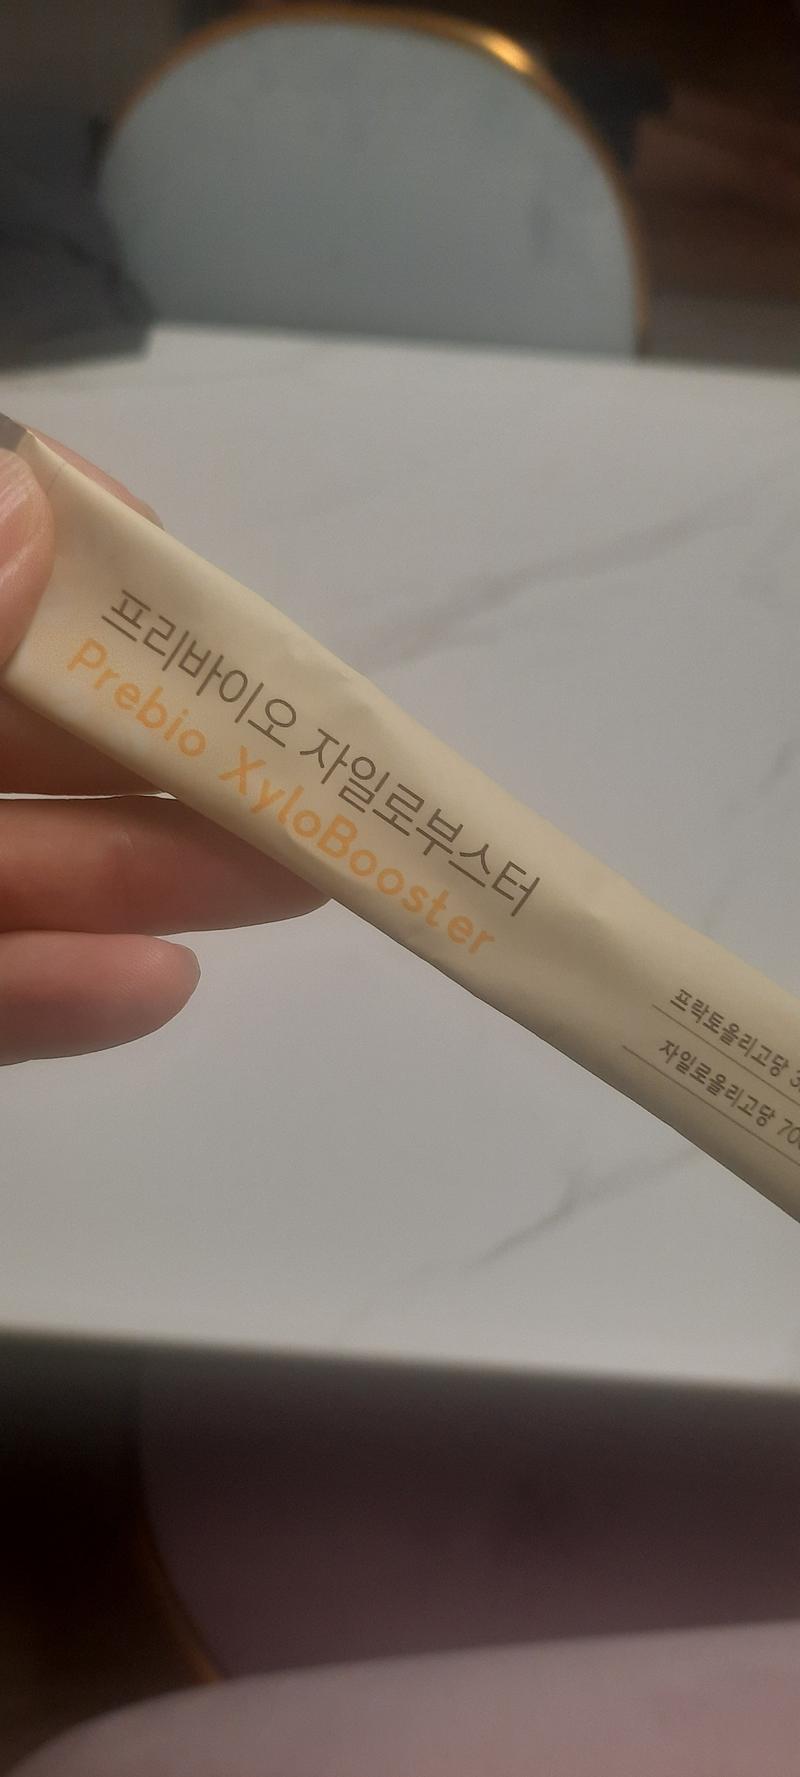 프리바이오 자일로부스터
Prebio XyloBooster
프락토올리고당
자일로올리고당